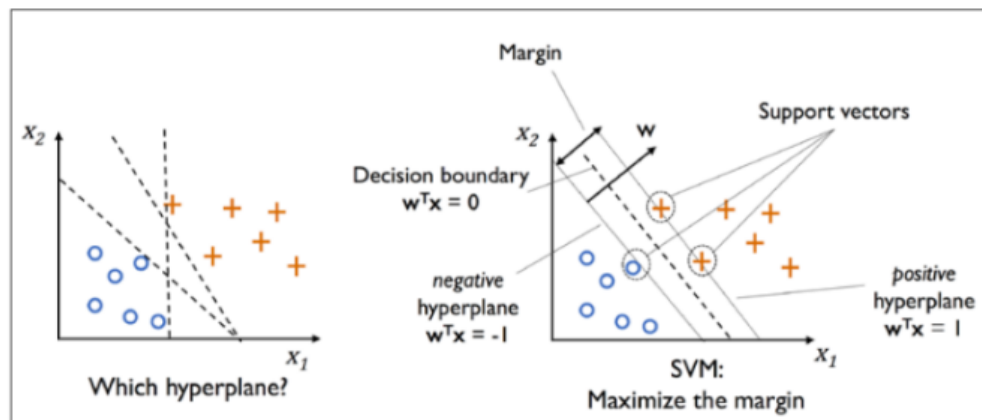 x2
x1
Which hyperplane?
Margin
x2
w
Support vectors
Decision boundary
wᵀx = 0
negative
hyperplane
wᵀx = -1
positive
hyperplane
wᵀx = 1
x1
SVM:
Maximize the margin